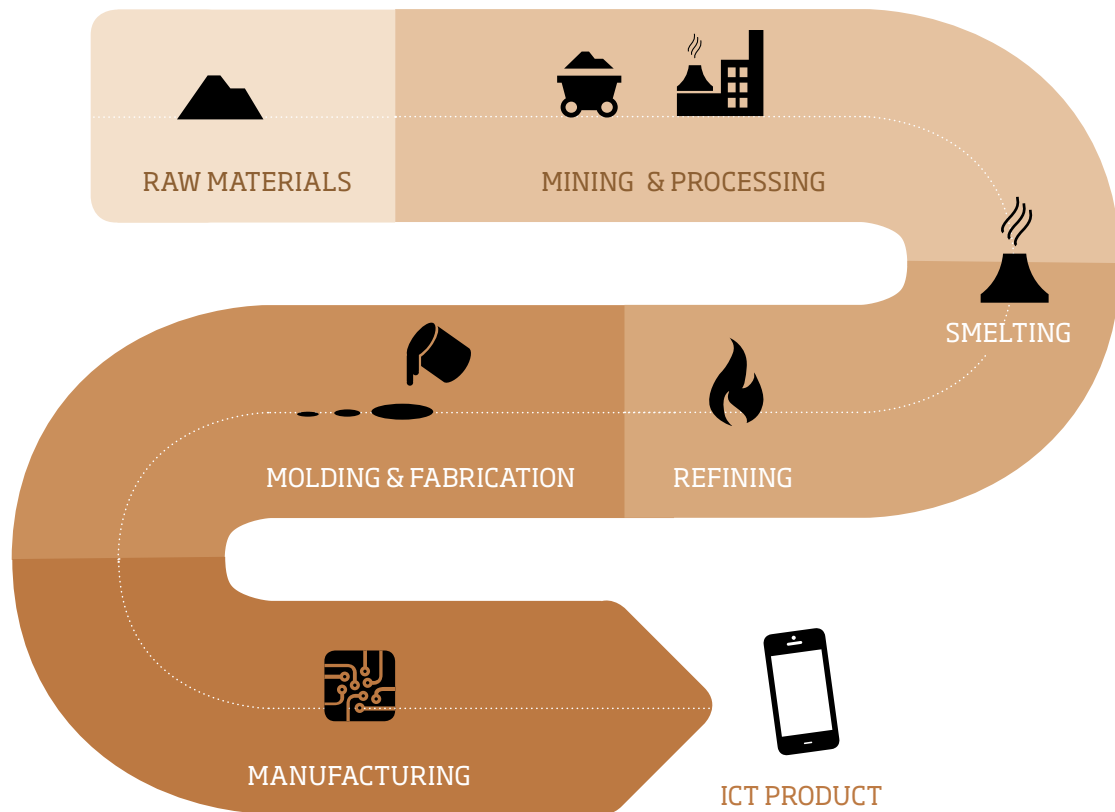 RAW MATERIALS
MINING & PROCESSING
SMELTING
REFINING
MOLDING & FABRICATION
MANUFACTURING
ICT PRODUCT